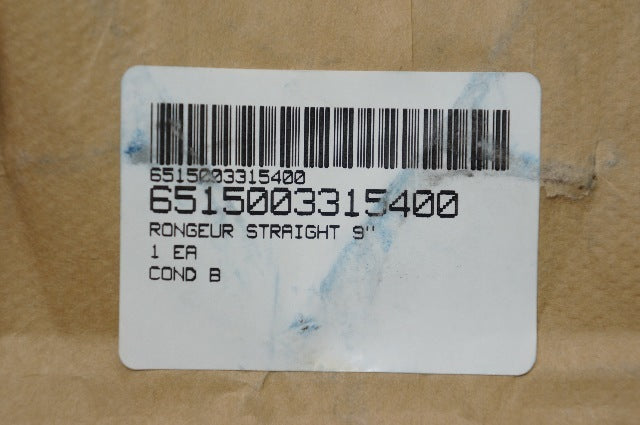 6515003315400
6515003315400
RONGEUR STRAIGHT 9"
1 EA
COND B